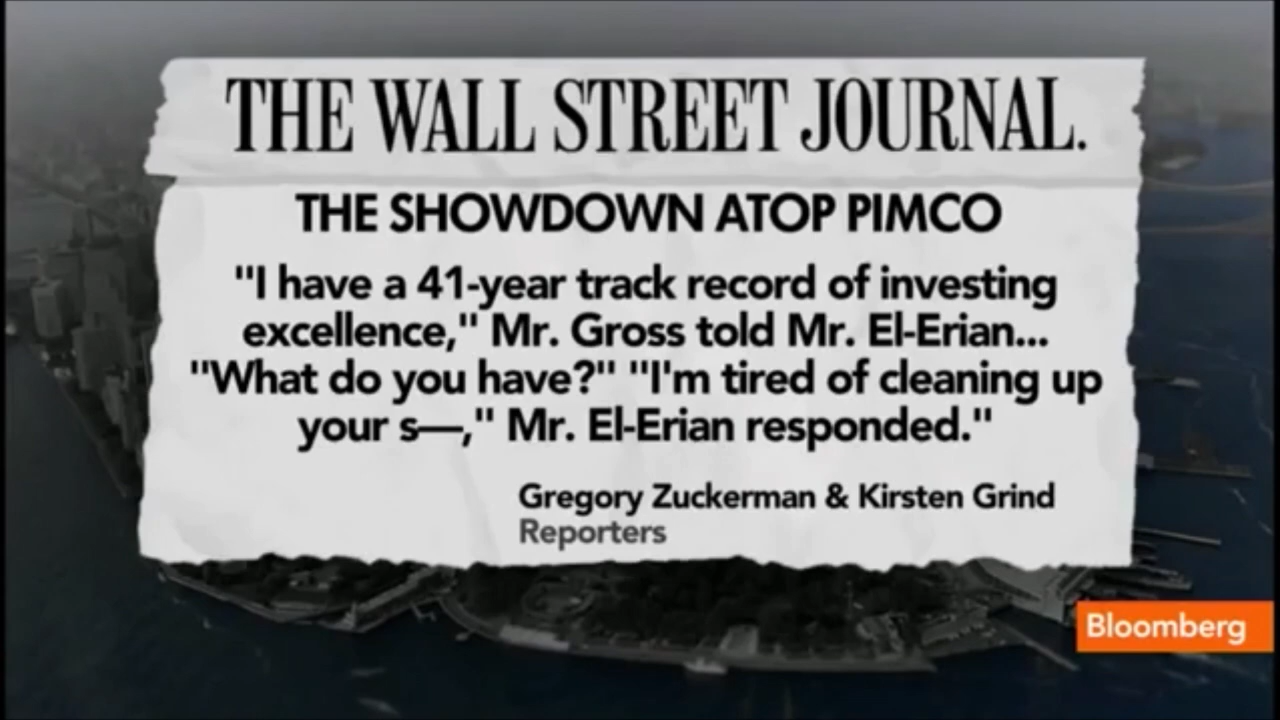 THE WALL STREET JOURNAL.
THE SHOWDOWN ATOP PIMCO
"I have a 41-year track record of investing
excellence," Mr. Gross told Mr. El-Erian...
"What do you have?" "I'm tired of cleaning up
your s—," Mr. El-Erian responded."
Gregory Zuckerman & Kirsten Grind
Reporters
Bloomberg